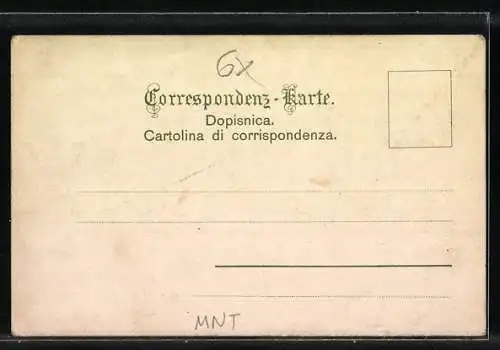 6x
Correspondenz-Karte.
Dopisnica.
Cartolina di corrispondenza.
MNT